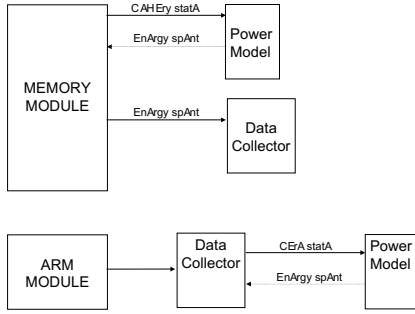 CAHEry statA
EnArgy spAnt
Power
Model
MEMORY
MODULE
EnArgy spAnt
Data
Collector
ARM
MODULE
Data
Collector
CErA statA
EnArgy spAnt
Power
Model